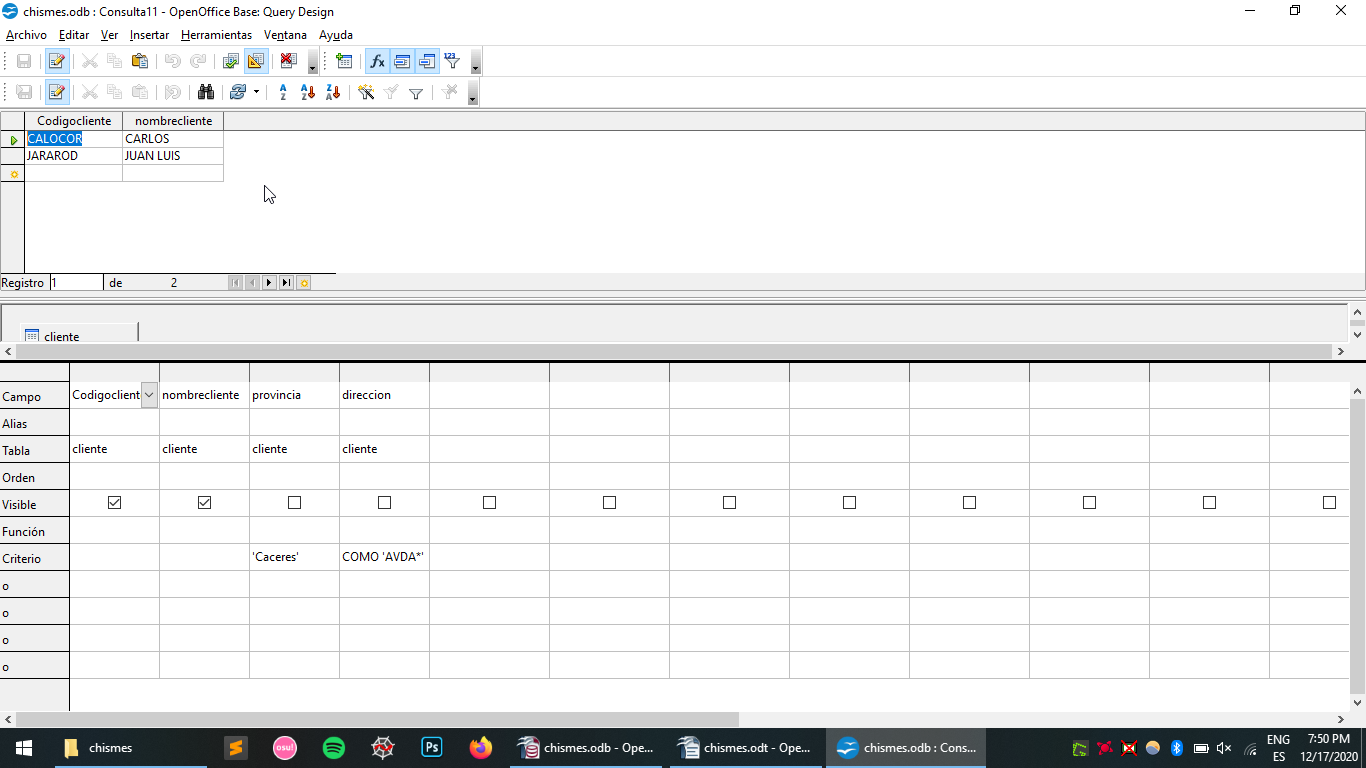 chismes.odb : Consulta11 - OpenOffice Base: Query Design
Archivo Editar Ver Insertar Herramientas Ventana Ayuda
Codigocliente nombrecliente
CALOCOR CARLOS
JARAROD JUAN LUIS
Registro 1 de 2
cliente
Campo Codigoclient nombrecliente provincia direccion
Alias
Tabla cliente cliente cliente cliente
Orden
Visible
Función
Criterio 'Caceres' COMO 'AVDA*'
o
o
o
o
chismes osu! Ps chismes.odb - Ope... chismes.odt - Ope... chismes.odb : Cons... ENG 7:50 PM
ES 12/17/2020